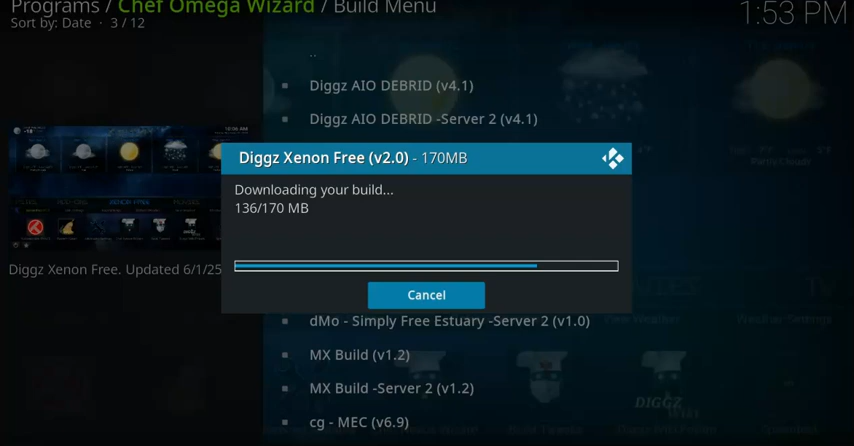 Programs / Chef Omega Wizard / Build Menu
Sort by: Date · 3 / 12
1:53 PM
..
Diggz AIO DEBRID (v4.1)
Diggz AIO DEBRID -Server 2 (v4.1)
Diggz Xenon Free (v2.0) - 170MB
Downloading your build...
136/170 MB
Cancel
Diggz Xenon Free. Updated 6/1/25
dMo - Simply Free Estuary -Server 2 (v1.0)
MX Build (v1.2)
MX Build -Server 2 (v1.2)
DIGGZ
cg - MEC (v6.9)